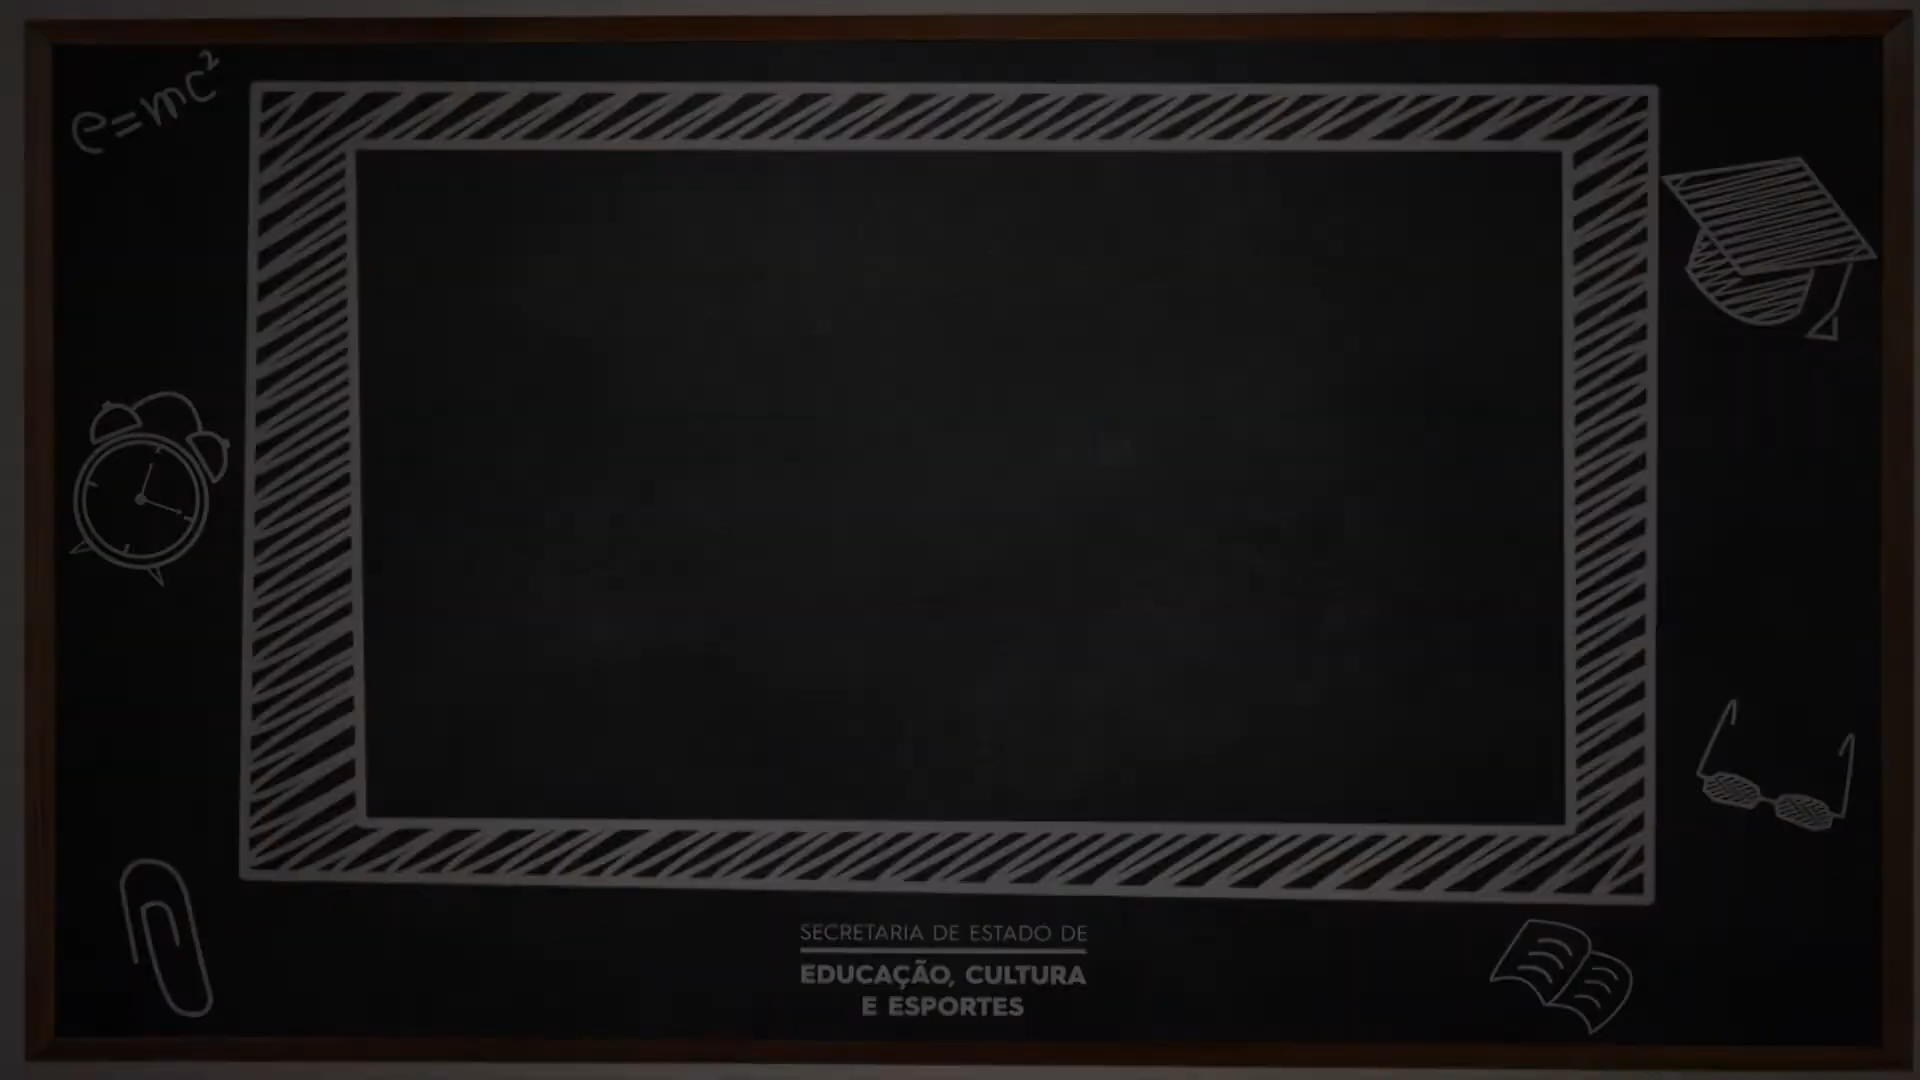 e=mc²
SECRETARIA DE ESTADO DE
EDUCAÇÃO, CULTURA
E ESPORTES